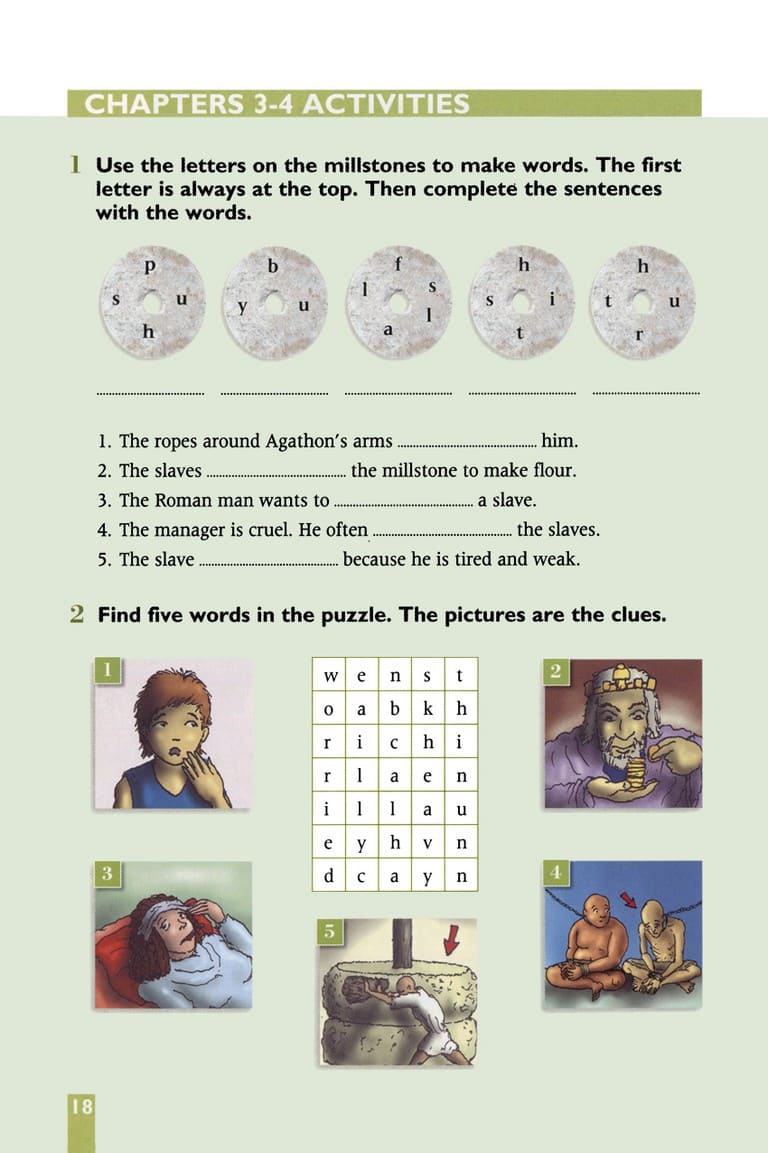 CHAPTERS 3-4 ACTIVITIES
1 Use the letters on the millstones to make words. The first
letter is always at the top. Then complete the sentences
with the words.
p s u h
b y u
f l s l a
h s i t
h t u r
1. The ropes around Agathon's arms ........................................ him.
2. The slaves ........................................ the millstone to make flour.
3. The Roman man wants to ........................................ a slave.
4. The manager is cruel. He often ........................................ the slaves.
5. The slave ........................................ because he is tired and weak.
2 Find five words in the puzzle. The pictures are the clues.
1
w e n s t
o a b k h
r i c h i
r l a e n
i l l a u
e y h v n
d c a y n
2
3
4
5
18